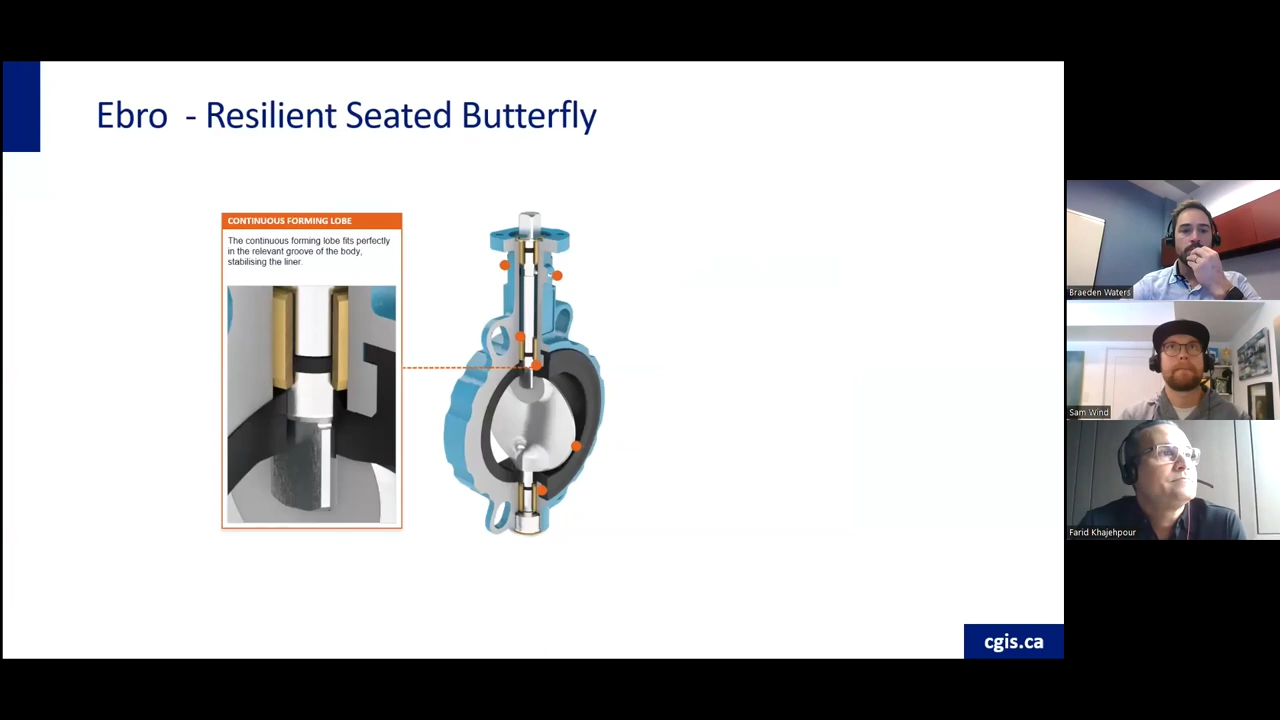 Ebro - Resilient Seated Butterfly
CONTINUOUS FORMING LOBE
The continuous forming lobe fits perfectly
in the relevant groove of the body,
stabilising the liner.
Braeden Waters
Sam Wind
Farid Khajehpour
cgis.ca